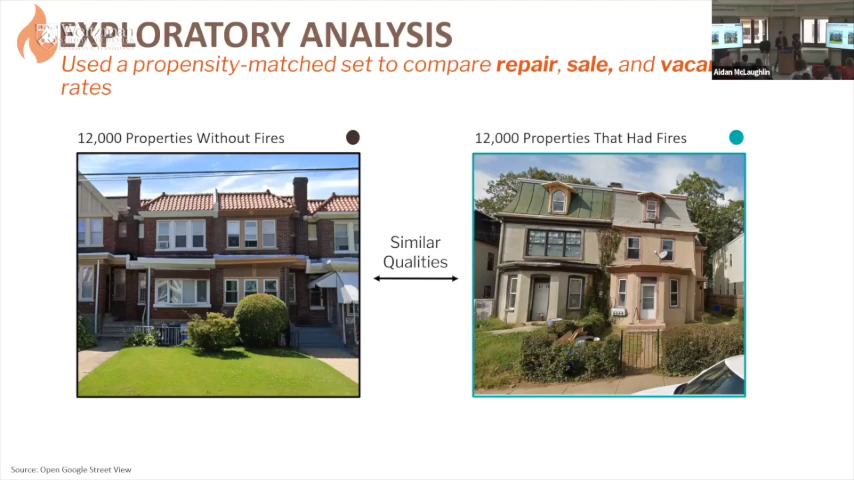 EXPLORATORY ANALYSIS
Used a propensity-matched set to compare repair, sale, and
rates
Aidan McLaughlin
12,000 Properties Without Fires
12,000 Properties That Had Fires
Similar
Qualities
Source: Open Google Street View